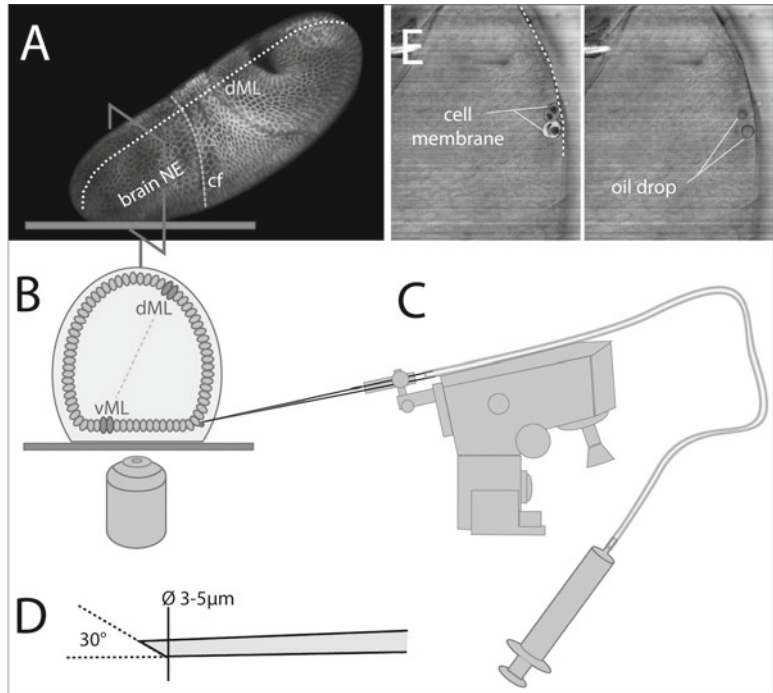 A
dML
brain NE
cf
E
cell
membrane
oil drop
B
dML
vML
C
D
Ø 3-5µm
30°